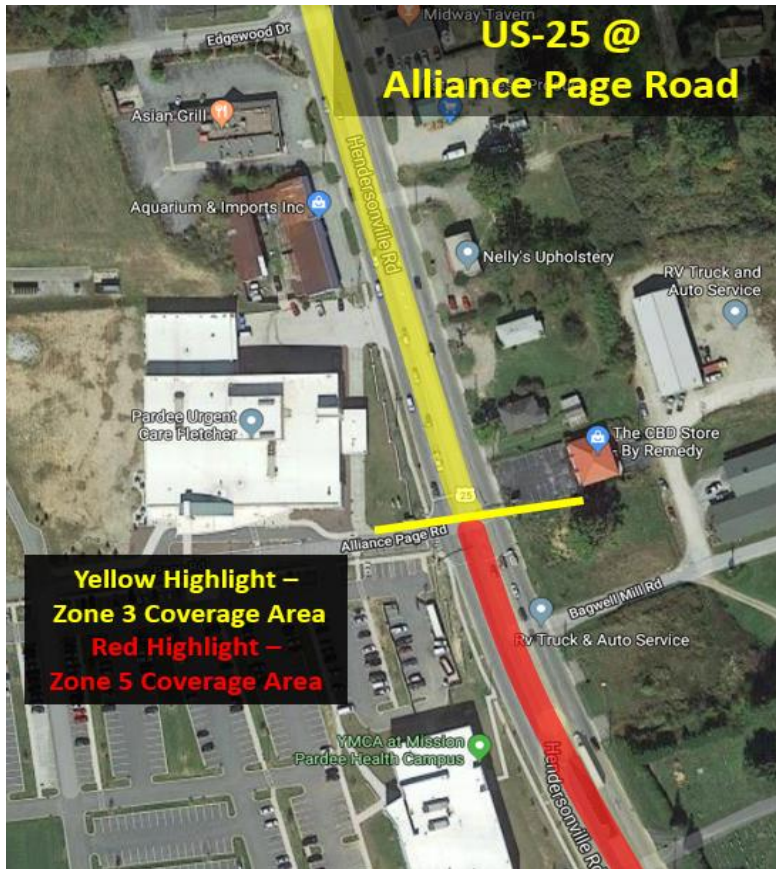 Midway Tavern
US-25 @
Alliance Page Road
Edgewood Dr
Asian Grill
Hendersonville Rd
Aquarium & Imports Inc
Nelly's Upholstery
RV Truck and
Auto Service
Pardee Urgent
Care Fletcher
The CBD Store
- By Remedy
25
Alliance Page Rd
Yellow Highlight –
Zone 3 Coverage Area
Red Highlight –
Zone 5 Coverage Area
Bagwell Mill Rd
Rv Truck & Auto Service
YMCA at Mission
Pardee Health Campus
Hendersonville Rd